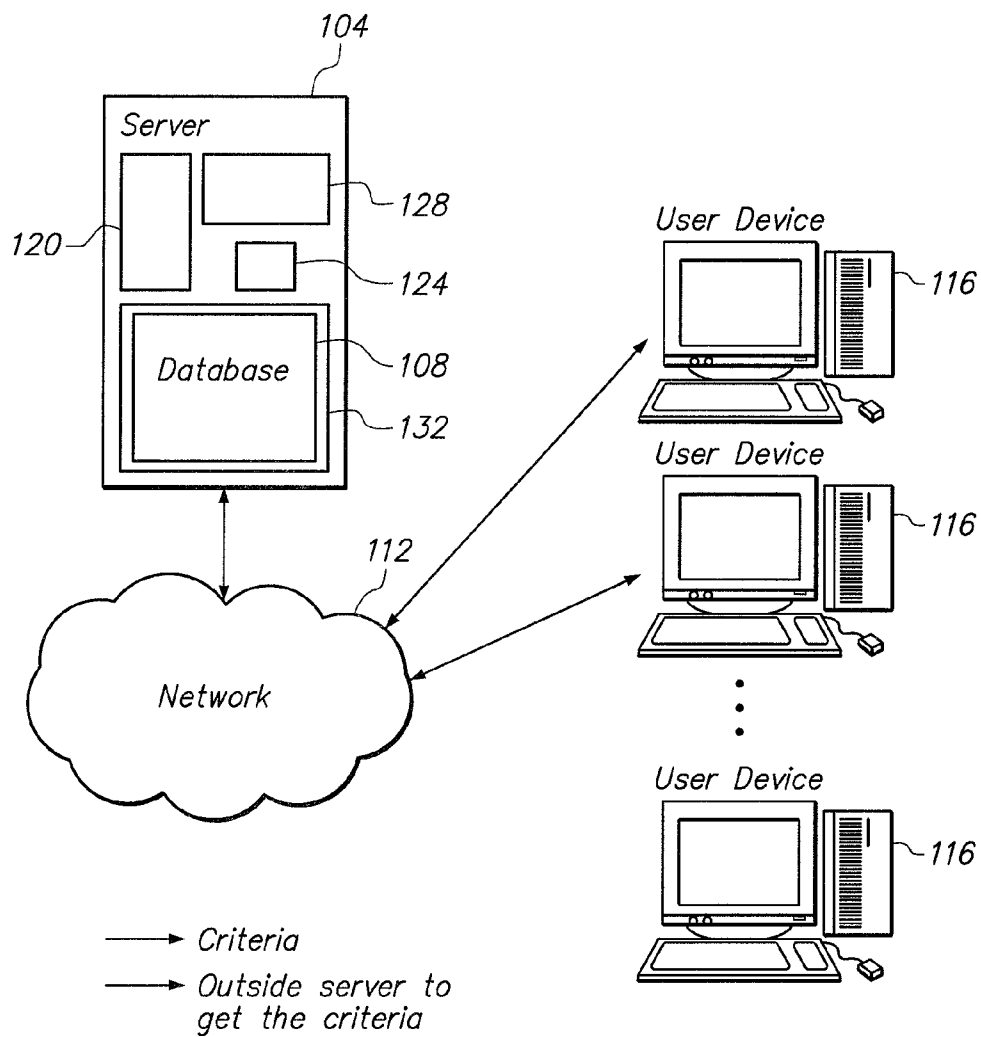 104
Server
128
120
124
Database
108
132
112
Network
User Device
116
User Device
116
User Device
116
Criteria
Outside server to
get the criteria